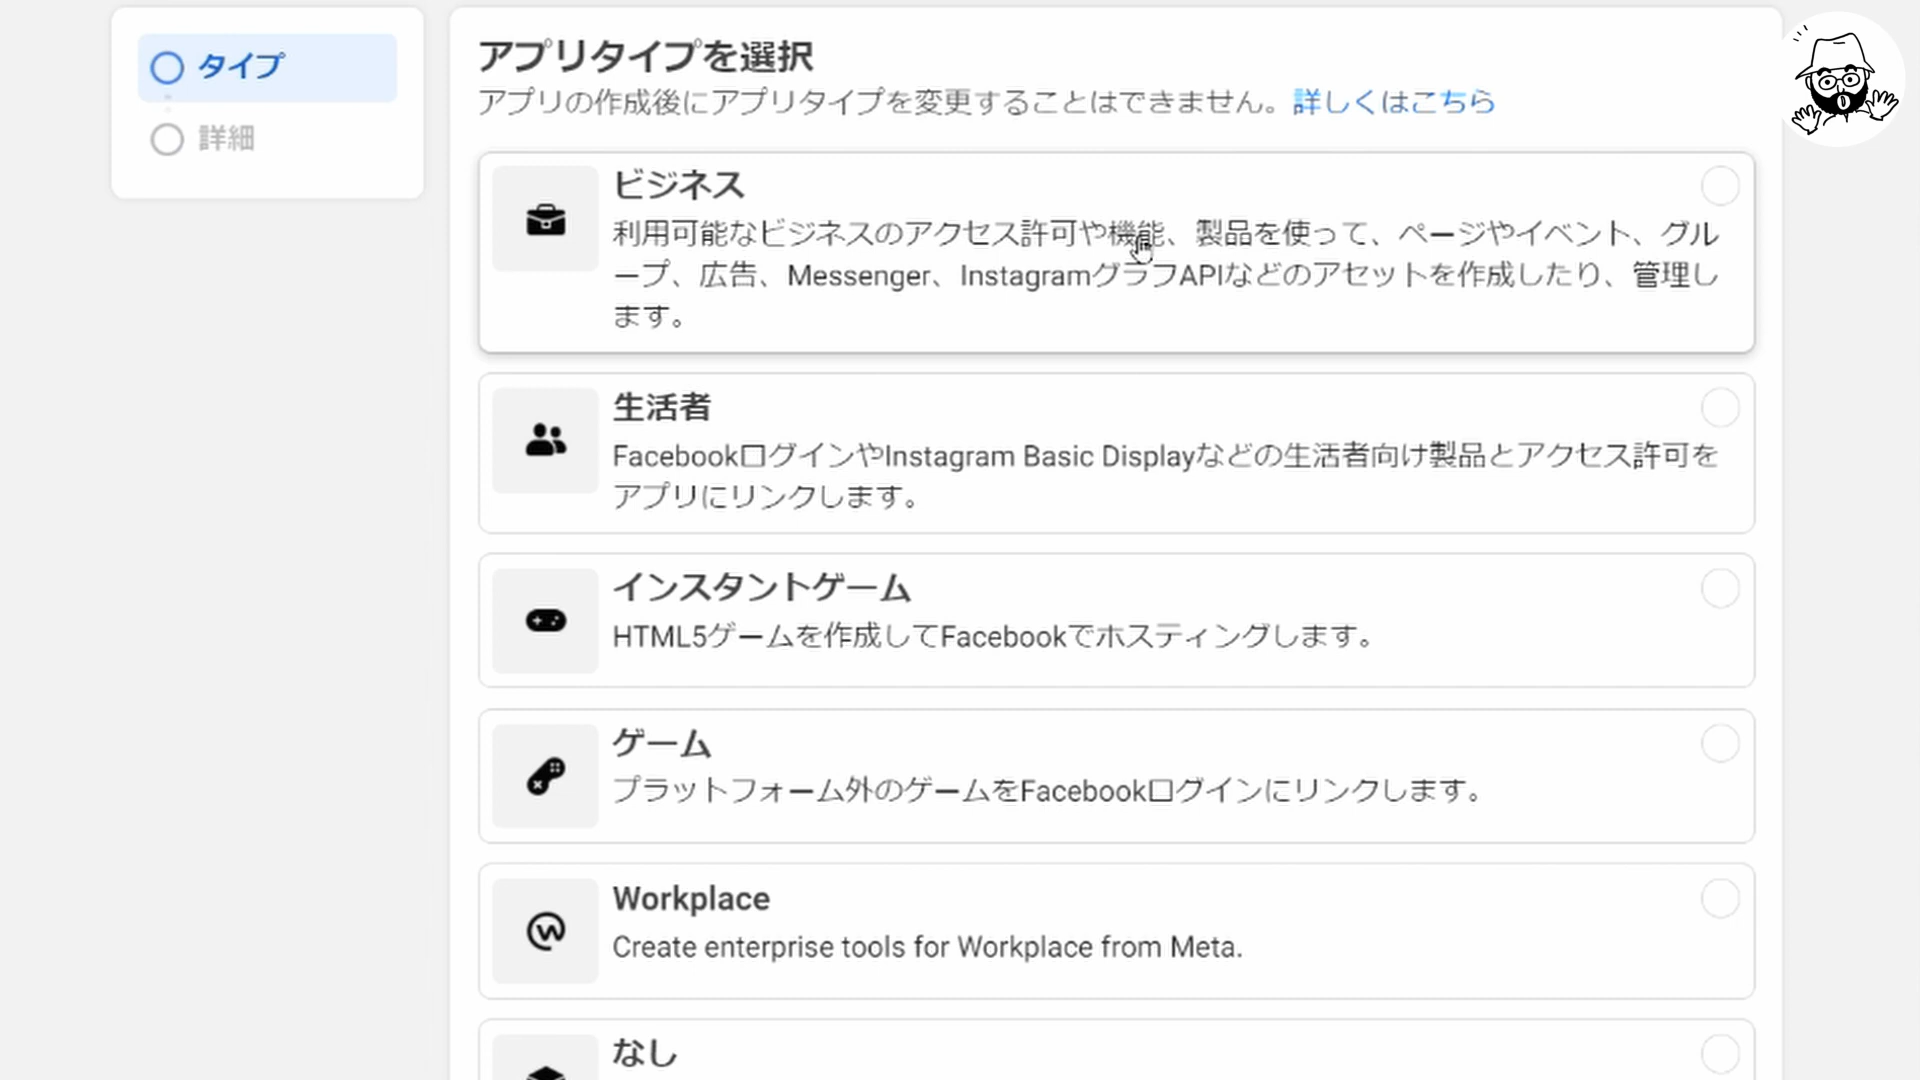 タイプ
詳細
アプリタイプを選択
アプリの作成後にアプリタイプを変更することはできません。詳しくはこちら
ビジネス
利用可能なビジネスのアクセス許可や機能、製品を使って、ページやイベント、グル
ープ、広告、Messenger、InstagramグラフAPIなどのアセットを作成したり、管理し
ます。
生活者
FacebookログインやInstagram Basic Displayなどの生活者向け製品とアクセス許可を
アプリにリンクします。
インスタントゲーム
HTML5ゲームを作成してFacebookでホスティングします。
ゲーム
プラットフォーム外のゲームをFacebookログインにリンクします。
Workplace
Create enterprise tools for Workplace from Meta.
なし